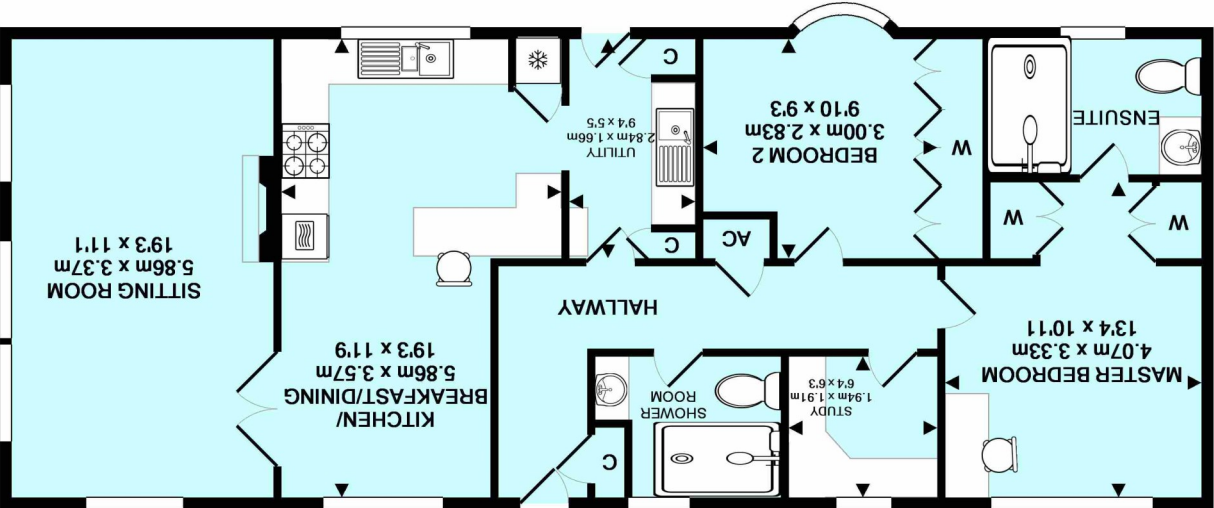 MASTER BEDROOM
4.07m x 3.33m
13'4 x 10'11
STUDY
1.94m x 1.91m
6'4 x 6'3
SHOWER
ROOM
C
KITCHEN/
BREAKFAST/DINING
5.86m x 3.57m
19'3 x 11'9
SITTING ROOM
5.86m x 3.37m
19'3 x 11'1
HALLWAY
W
W
AC
C
ENSUITE
W
BEDROOM 2
3.00m x 2.83m
9'10 x 9'3
UTILITY
2.84m x 1.66m
9'4 x 5'5
C